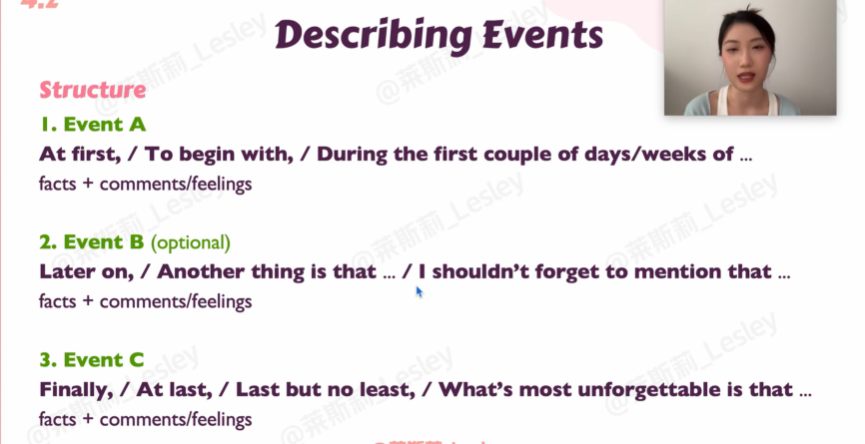 4.2
Describing Events
Structure
1. Event A
At first, / To begin with, / During the first couple of days/weeks of ...
facts + comments/feelings
2. Event B (optional)
Later on, / Another thing is that ... / I shouldn't forget to mention that ...
facts + comments/feelings
3. Event C
Finally, / At last, / Last but no least, / What's most unforgettable is that ...
facts + comments/feelings
@莱斯莉_Lesley